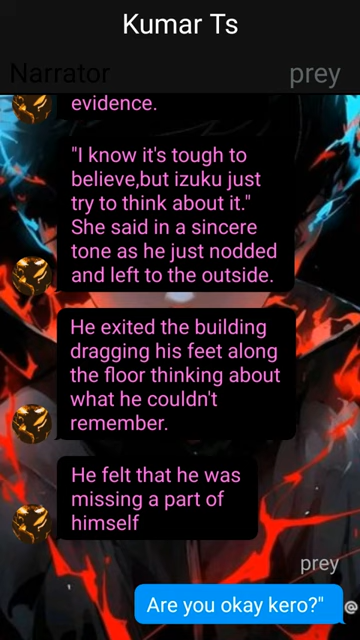 Kumar Ts
Narrator
prey
evidence.
"I know it's tough to
believe,but izuku just
try to think about it."
She said in a sincere
tone as he just nodded
and left to the outside.
He exited the building
dragging his feet along
the floor thinking about
what he couldn't
remember.
He felt that he was
missing a part of
himself
prey
Are you okay kero?"
@